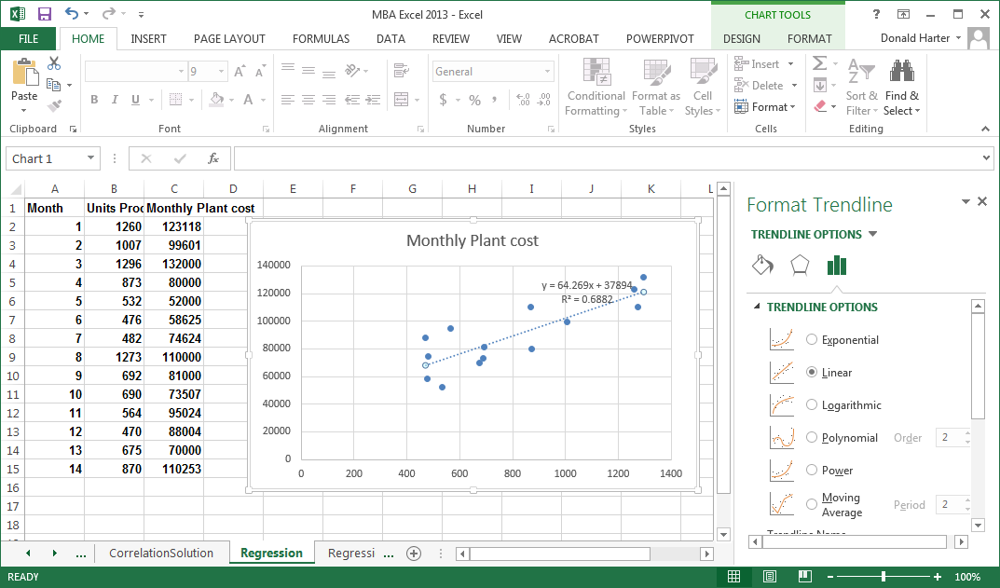 MBA Excel 2013 - Excel
CHART TOOLS
?
FILE HOME INSERT PAGE LAYOUT FORMULAS DATA REVIEW VIEW ACROBAT POWERPIVOT DESIGN FORMAT Donald Harter
Paste
Clipboard
9 A A
B I U A
Font
Alignment
General
$ % ,
Number
Conditional Formatting
Format as Table
Cell Styles
Styles
Insert
Delete
Format
Cells
Sort & Filter
Find & Select
Editing
Chart 1 fx
A B C D E F G H I J K L
1 Month Units Proc Monthly Plant cost
2 1 1260 123118
3 2 1007 99601
4 3 1296 132000
5 4 873 80000
6 5 532 52000
7 6 476 58625
8 7 482 74624
9 8 1273 110000
10 9 692 81000
11 10 690 73507
12 11 564 95024
13 12 470 88004
14 13 675 70000
15 14 870 110253
16
17
18
Monthly Plant cost
140000
120000
100000
80000
60000
40000
20000
0
0 200 400 600 800 1000 1200 1400
y = 64.269x + 37894
R² = 0.6882
Format Trendline
TRENDLINE OPTIONS
TRENDLINE OPTIONS
Exponential
Linear
Logarithmic
Polynomial Order 2
Power
Moving Average Period 2
... CorrelationSolution Regression Regressi ...
READY 100%